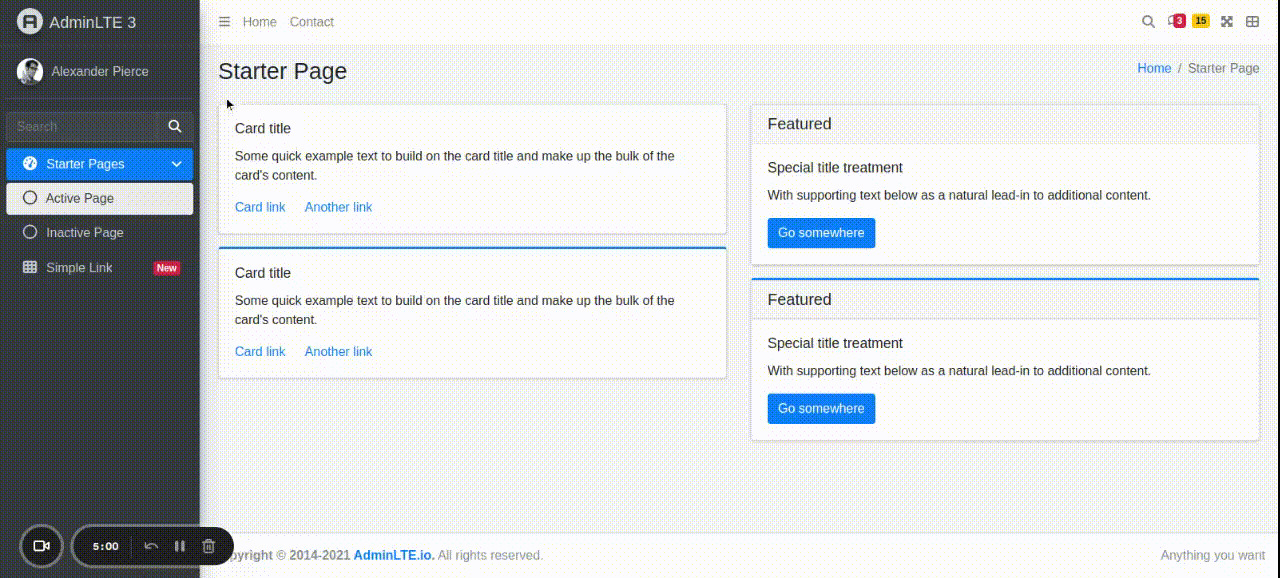 AdminLTE 3
Home Contact
3
15
Alexander Pierce
Search
Starter Pages
Active Page
Inactive Page
Simple Link New
Starter Page
Home / Starter Page
Card title
Some quick example text to build on the card title and make up the bulk of the
card's content.
Card link Another link
Card title
Some quick example text to build on the card title and make up the bulk of the
card's content.
Card link Another link
Featured
Special title treatment
With supporting text below as a natural lead-in to additional content.
Go somewhere
Featured
Special title treatment
With supporting text below as a natural lead-in to additional content.
Go somewhere
5:00
pyright © 2014-2021 AdminLTE.io. All rights reserved.
Anything you want